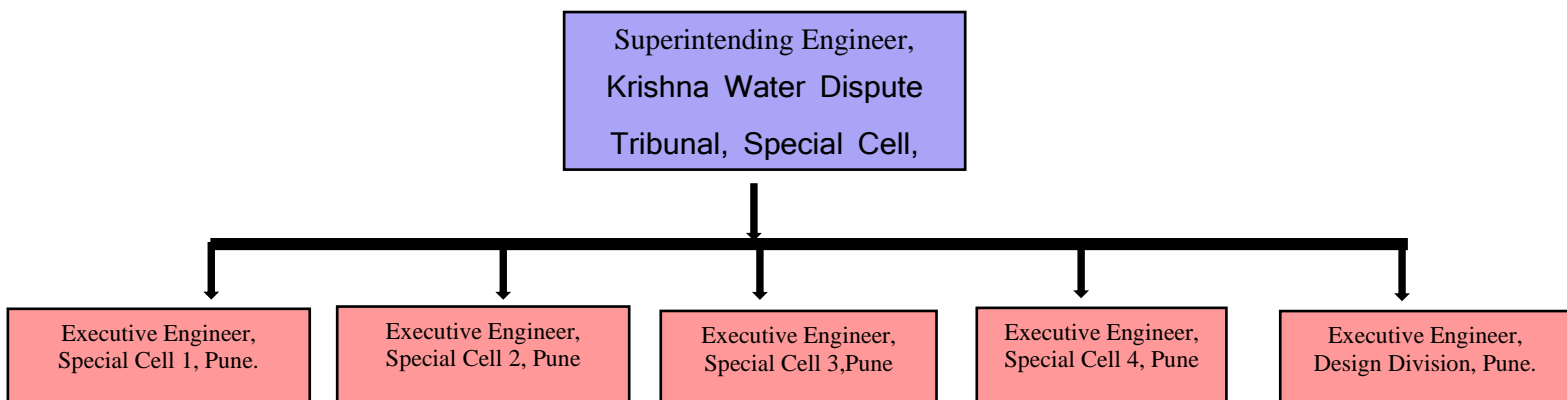 Superintending Engineer,
Krishna Water Dispute
Tribunal, Special Cell,
Executive Engineer,
Special Cell 1, Pune.
Executive Engineer,
Special Cell 2, Pune
Executive Engineer,
Special Cell 3,Pune
Executive Engineer,
Special Cell 4, Pune
Executive Engineer,
Design Division, Pune.